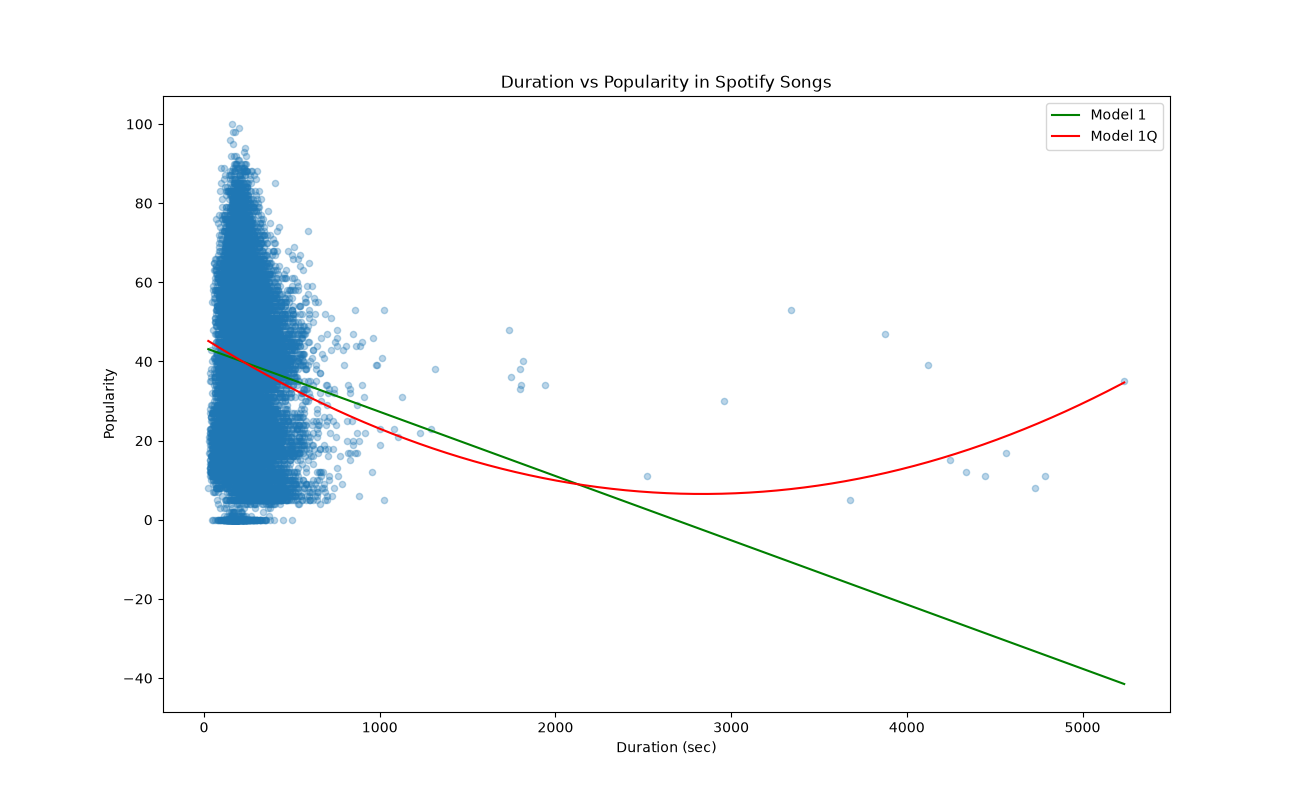 Duration vs Popularity in Spotify Songs
Model 1
Model 1Q
100
80
60
40
20
0
−20
−40
Popularity
0 1000 2000 3000 4000 5000
Duration (sec)